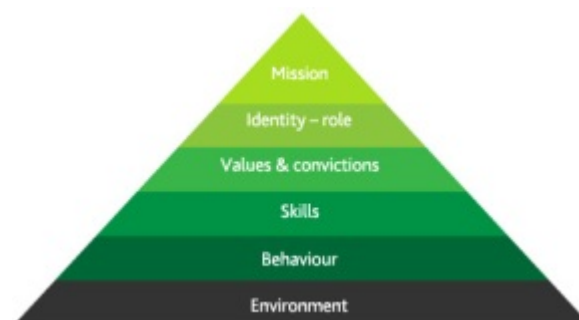 Mission
Identity – role
Values & convictions
Skills
Behaviour
Environment